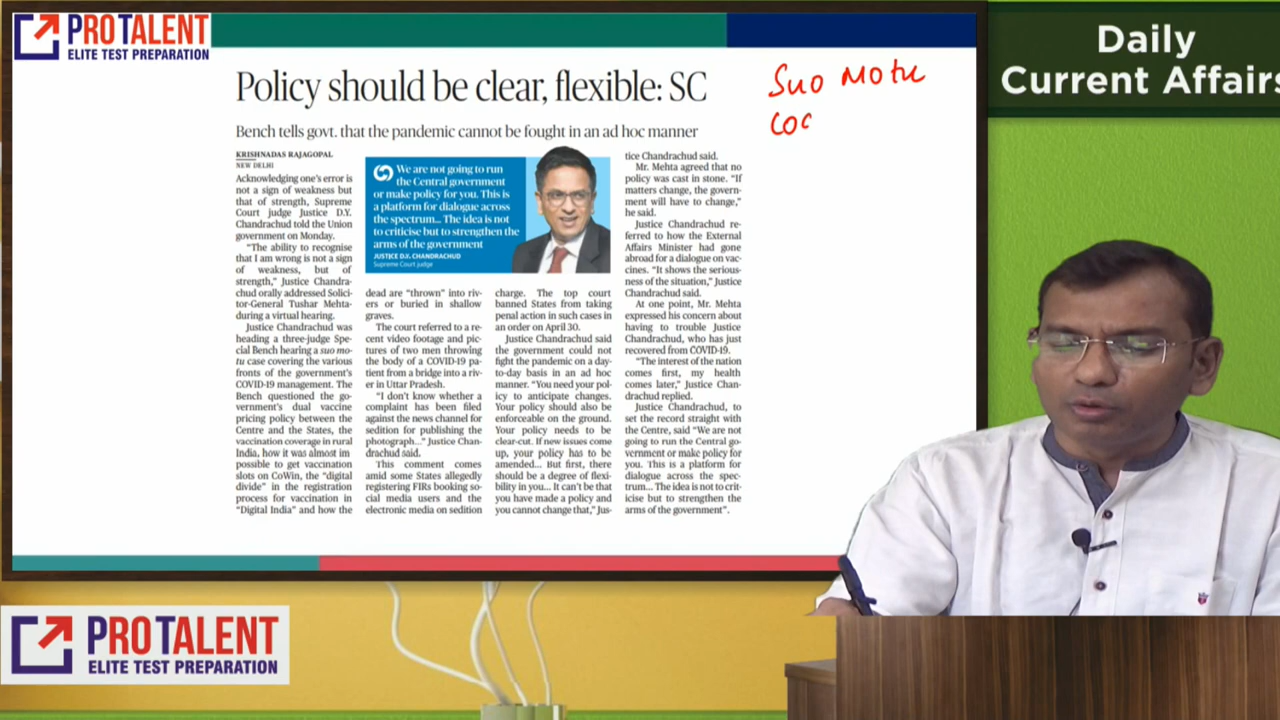 PROTALENT
ELITE TEST PREPARATION
Daily
Current Affairs
Policy should be clear, flexible: SC
Suo Motu
Bench tells govt. that the pandemic cannot be fought in an ad hoc manner
KRISHNADAS RAJAGOPAL
NEW DELHI
Acknowledging one's error is
not a sign of weakness but
that of strength, Supreme
Court judge Justice D.Y.
Chandrachud told the Union
government on Monday.
"The ability to recognise
that I am wrong is not a sign
of weakness, but of
strength," Justice Chandra-
chud orally addressed Solici-
tor-General Tushar Mehta-
during a virtual hearing.
Justice Chandrachud was
heading a three-judge Spe-
cial Bench hearing a suo mo-
tu case covering the various
fronts of the government's
COVID-19 management. The
Bench questioned the go-
vernment's dual vaccine
pricing policy between the
Centre and the States, the
vaccination coverage in rural
India, how it was almost im
possible to get vaccination
slots on CoWin, the "digital
divide" in the registration
process for vaccination in
"Digital India" and how the
We are not going to run
the Central government
or make policy for you. This is
a platform for dialogue across
the spectrum... The idea is not
to criticise but to strengthen the
arms of the government
JUSTICE D.Y. CHANDRACHUD
Supreme Court judge
dead are "thrown" into riv-
ers or buried in shallow
graves.
The court referred to a re-
cent video footage and pic-
tures of two men throwing
the body of a COVID-19 pa-
tient from a bridge into a riv-
er in Uttar Pradesh.
"I don't know whether a
complaint has been filed
against the news channel for
sedition for publishing the
photograph..." Justice Chan-
drachud said.
This comment comes
amid some States allegedly
registering FIRs booking so-
cial media users and the
electronic media on sedition
charge. The top court
banned States from taking
penal action in such cases in
an order on April 30.
Justice Chandrachud said
the government could not
fight the pandemic on a day-
to-day basis in an ad hoc
manner. "You need your pol-
icy to anticipate changes.
Your policy should also be
enforceable on the ground.
Your policy needs to be
clear-cut. If new issues come
up, your policy has to be
amended... But first, there
should be a degree of flexi-
bility in you... It can't be that
you have made a policy and
you cannot change that," Jus-
tice Chandrachud said.
Mr. Mehta agreed that no
policy was cast in stone. "If
matters change, the govern-
ment will have to change,"
he said.
Justice Chandrachud re-
ferred to how the External
Affairs Minister had gone
abroad for a dialogue on vac-
cines. "It shows the serious-
ness of the situation," Justice
Chandrachud said.
At one point, Mr. Mehta
expressed his concern about
having to trouble Justice
Chandrachud, who has just
recovered from COVID-19.
"The interest of the nation
comes first, my health
comes later," Justice Chan-
drachud replied.
Justice Chandrachud, to
set the record straight with
the Centre, said "We are not
going to run the Central go-
vernment or make policy for
you. This is a platform for
dialogue across the spec-
trum... The idea is not to crit-
icise but to strengthen the
arms of the government".
PROTALENT
ELITE TEST PREPARATION